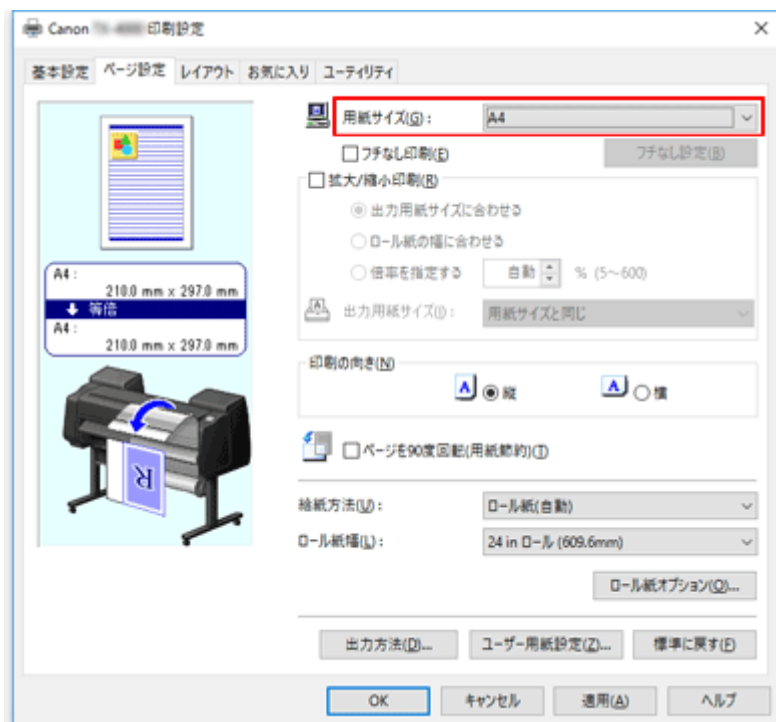 Canon 印刷設定
基本設定 ページ設定 レイアウト お気に入り ユーティリティ
用紙サイズ(G): A4
フチなし印刷(E) フチなし設定(B)
拡大/縮小印刷(R)
出力用紙サイズに合わせる
ロール紙の幅に合わせる
倍率を指定する 自動 % (5～600)
出力用紙サイズ(I): 用紙サイズと同じ
A4 :
210.0 mm x 297.0 mm
等倍
A4 :
210.0 mm x 297.0 mm
印刷の向き(N)
A 縦 A 横
ページを90度回転(用紙節約)(T)
R
給紙方法(U): ロール紙(自動)
ロール紙幅(L): 24 in ロール (609.6mm)
ロール紙オプション(O)...
出力方法(D)... ユーザー用紙設定(Z)... 標準に戻す(F)
OK キャンセル 適用(A) ヘルプ